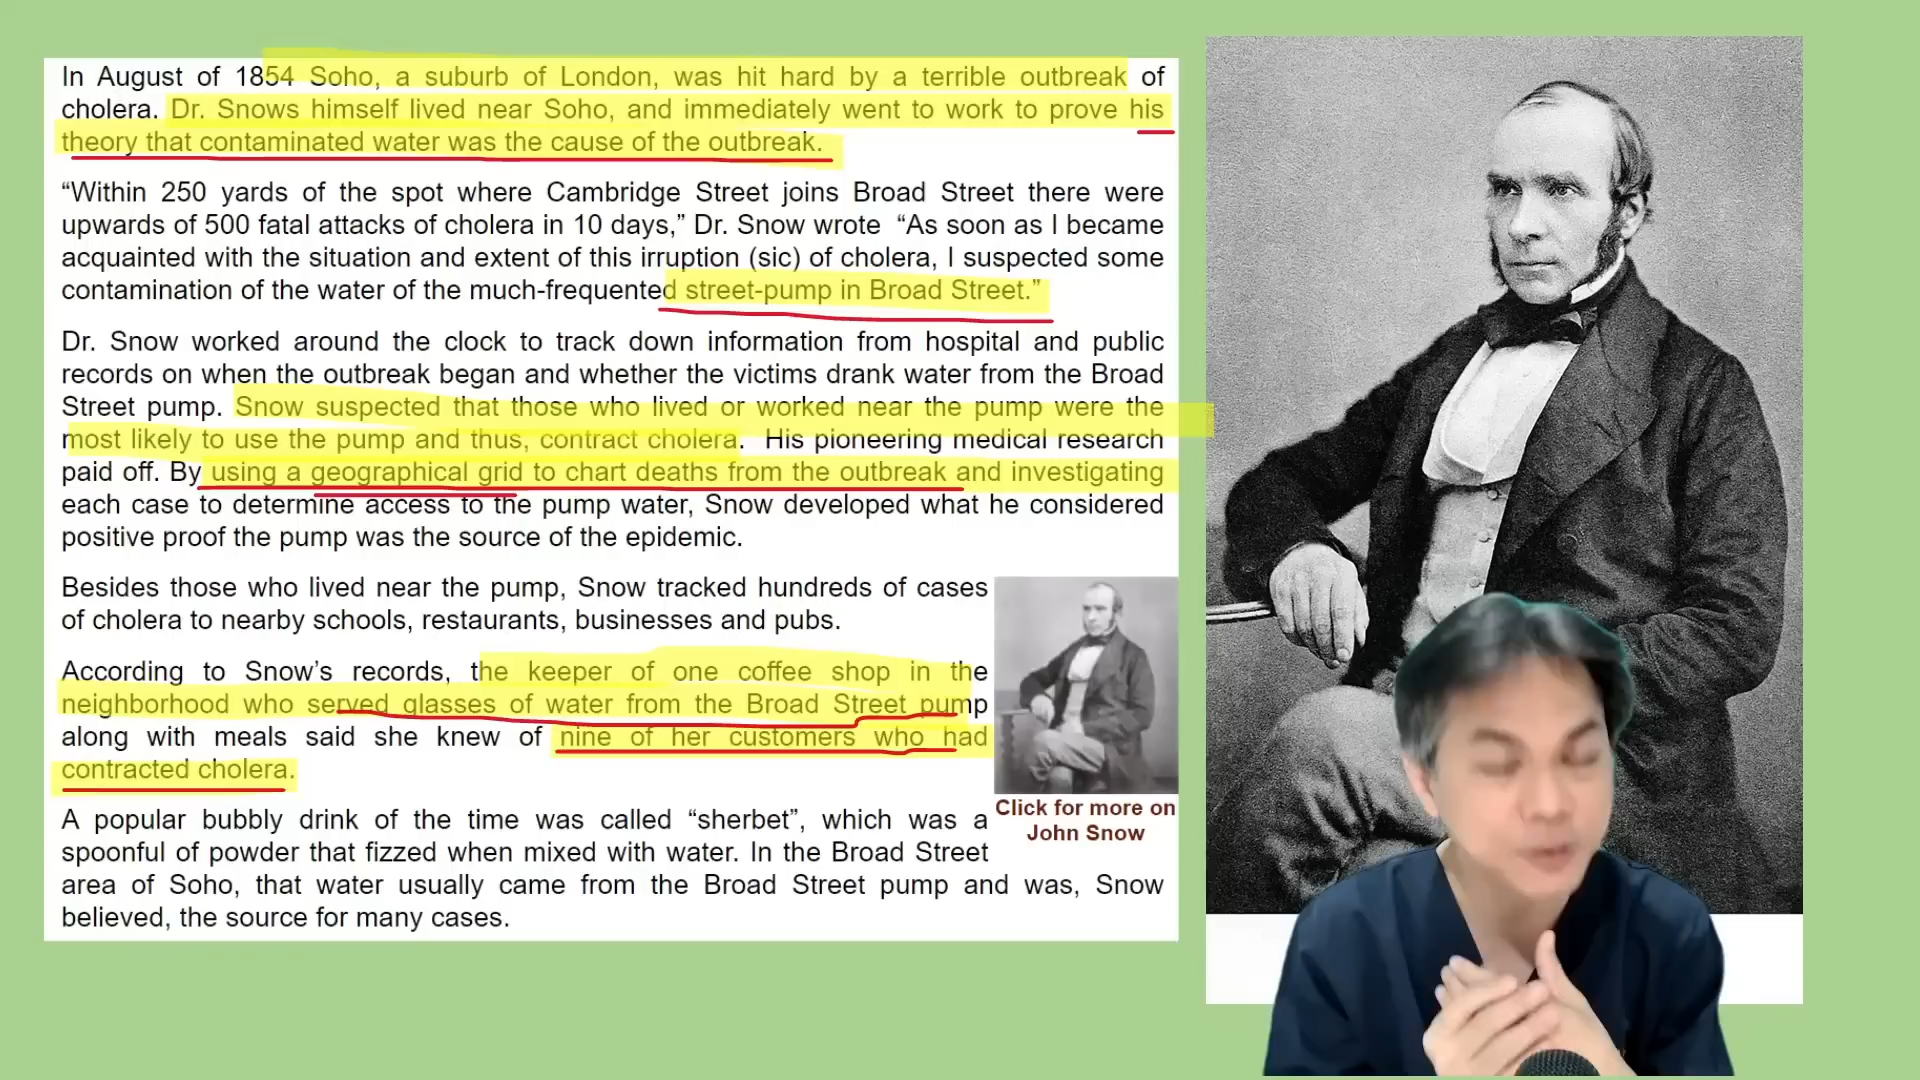 In August of 1854 Soho, a suburb of London, was hit hard by a terrible outbreak of
cholera. Dr. Snows himself lived near Soho, and immediately went to work to prove his
theory that contaminated water was the cause of the outbreak.
“Within 250 yards of the spot where Cambridge Street joins Broad Street there were
upwards of 500 fatal attacks of cholera in 10 days,” Dr. Snow wrote “As soon as I became
acquainted with the situation and extent of this irruption (sic) of cholera, I suspected some
contamination of the water of the much-frequented street-pump in Broad Street.”
Dr. Snow worked around the clock to track down information from hospital and public
records on when the outbreak began and whether the victims drank water from the Broad
Street pump. Snow suspected that those who lived or worked near the pump were the
most likely to use the pump and thus, contract cholera. His pioneering medical research
paid off. By using a geographical grid to chart deaths from the outbreak and investigating
each case to determine access to the pump water, Snow developed what he considered
positive proof the pump was the source of the epidemic.
Besides those who lived near the pump, Snow tracked hundreds of cases
of cholera to nearby schools, restaurants, businesses and pubs.
According to Snow’s records, the keeper of one coffee shop in the
neighborhood who served glasses of water from the Broad Street pump
along with meals said she knew of nine of her customers who had
contracted cholera.
Click for more on
John Snow
A popular bubbly drink of the time was called “sherbet”, which was a
spoonful of powder that fizzed when mixed with water. In the Broad Street
area of Soho, that water usually came from the Broad Street pump and was, Snow
believed, the source for many cases.